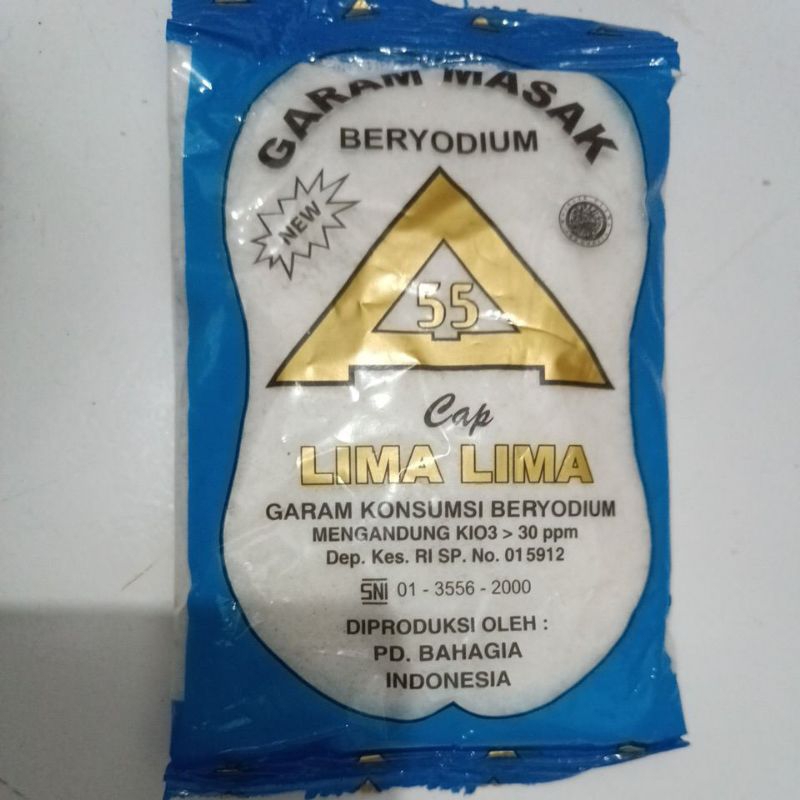 GARAM MASAK
BERYODIUM
NEW
55
Cap
LIMA LIMA
GARAM KONSUMSI BERYODIUM
MENGANDUNG KIO3 > 30 ppm
Dep. Kes. RI SP. No. 015912
SNI 01 - 3556 - 2000
DIPRODUKSI OLEH :
PD. BAHAGIA
INDONESIA